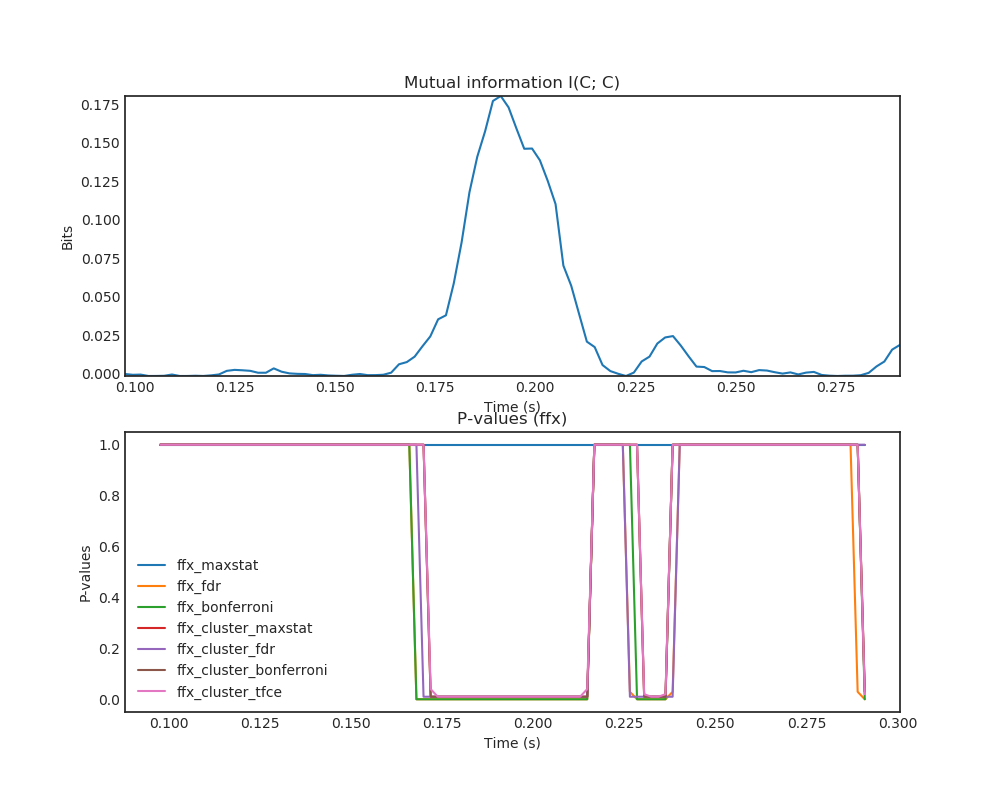 Mutual information I(C; C)
0.175
0.150
0.125
0.100
0.075
0.050
0.025
0.000
Bits
0.100 0.125 0.150 0.175 0.200 0.225 0.250 0.275
Time (s)
P-values (ffx)
1.0
0.8
0.6
0.4
0.2
0.0
P-values
ffx_maxstat
ffx_fdr
ffx_bonferroni
ffx_cluster_maxstat
ffx_cluster_fdr
ffx_cluster_bonferroni
ffx_cluster_tfce
0.100 0.125 0.150 0.175 0.200 0.225 0.250 0.275 0.300
Time (s)